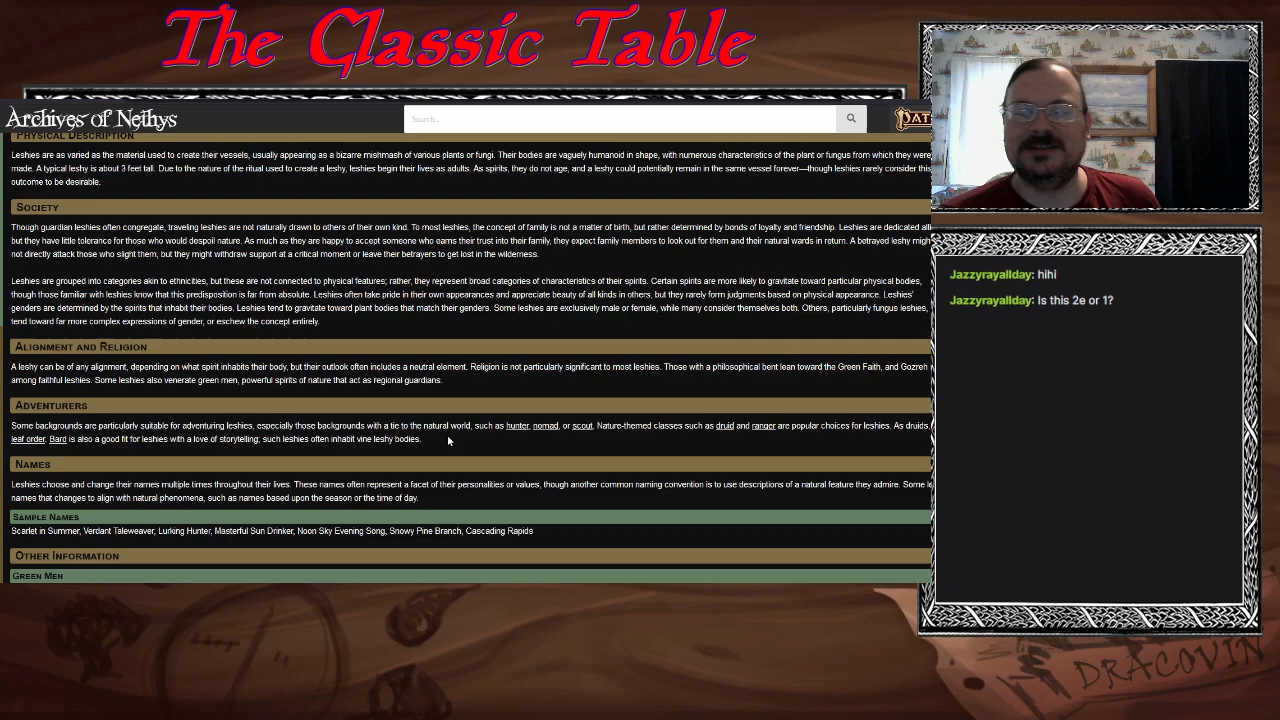 The Classic Table
Archives of Nethys
Search...
PHYSICAL DESCRIPTION
Leshies are as varied as the material used to create their vessels, usually appearing as a bizarre mishmash of various plants or fungi. Their bodies are vaguely humanoid in shape, with numerous characteristics of the plant or fungus from which they were
made. A typical leshy is about 3 feet tall. Due to the nature of the ritual used to create a leshy, leshies begin their lives as adults. As spirits, they do not age, and a leshy could potentially remain in the same vessel forever—though leshies rarely consider this
outcome to be desirable.
SOCIETY
Though guardian leshies often congregate, traveling leshies are not naturally drawn to others of their own kind. To most leshies, the concept of family is not a matter of birth, but rather determined by bonds of loyalty and friendship. Leshies are dedicated all
but they have little tolerance for those who would despoil nature. As much as they are happy to accept someone who earns their trust into their family, they expect family members to look out for them and their natural wards in return. A betrayed leshy migh
not directly attack those who slight them, but they might withdraw support at a critical moment or leave their betrayers to get lost in the wilderness.
Leshies are grouped into categories akin to ethnicities, but these are not connected to physical features; rather, they represent broad categories of characteristics of their spirits. Certain spirits are more likely to gravitate toward particular physical bodies,
though those familiar with leshies know that this predisposition is far from absolute. Leshies often take pride in their own appearances and appreciate beauty of all kinds in others, but they rarely form judgments based on physical appearance. Leshies'
genders are determined by the spirits that inhabit their bodies. Leshies tend to gravitate toward plant bodies that match their genders. Some leshies are exclusively male or female, while many consider themselves both. Others, particularly fungus leshies,
tend toward far more complex expressions of gender, or eschew the concept entirely.
ALIGNMENT AND RELIGION
A leshy can be of any alignment, depending on what spirit inhabits their body, but their outlook often includes a neutral element. Religion is not particularly significant to most leshies. Those with a philosophical bent lean toward the Green Faith, and Gozreh
among faithful leshies. Some leshies also venerate green men, powerful spirits of nature that act as regional guardians.
ADVENTURERS
Some backgrounds are particularly suitable for adventuring leshies, especially those backgrounds with a tie to the natural world, such as hunter, nomad, or scout. Nature-themed classes such as druid and ranger are popular choices for leshies. As druids,
leaf order. Bard is also a good fit for leshies with a love of storytelling; such leshies often inhabit vine leshy bodies.
NAMES
Leshies choose and change their names multiple times throughout their lives. These names often represent a facet of their personalities or values, though another common naming convention is to use descriptions of a natural feature they admire. Some le
names that changes to align with natural phenomena, such as names based upon the season or the time of day.
SAMPLE NAMES
Scarlet in Summer, Verdant Taleweaver, Lurking Hunter, Masterful Sun Drinker, Noon Sky Evening Song, Snowy Pine Branch, Cascading Rapids
OTHER INFORMATION
GREEN MEN
PAT
Jazzyrayallday: hihi
Jazzyrayallday: Is this 2e or 1?
DRACOVIN